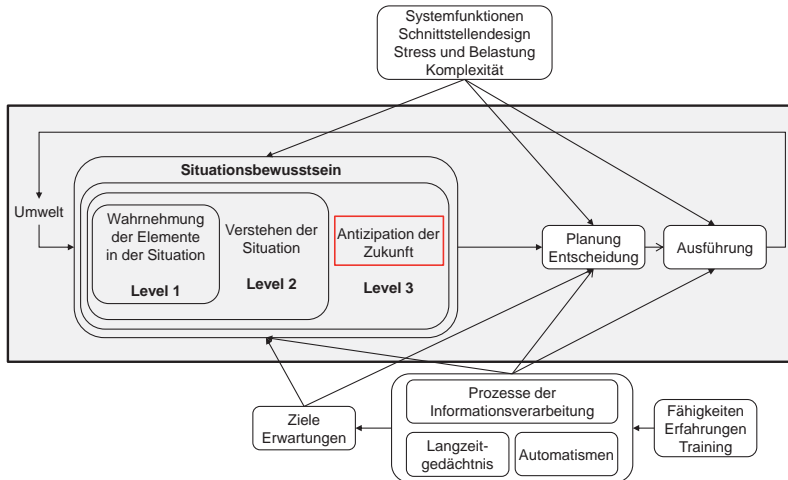 Systemfunktionen
Schnittstellendesign
Stress und Belastung
Komplexität
Situationsbewusstsein
Umwelt
Wahrnehmung
der Elemente
in der Situation
Level 1
Verstehen der
Situation
Level 2
Antizipation der
Zukunft
Level 3
Planung
Entscheidung
Ausführung
Ziele
Erwartungen
Prozesse der
Informationsverarbeitung
Langzeit-
gedächtnis
Automatismen
Fähigkeiten
Erfahrungen
Training